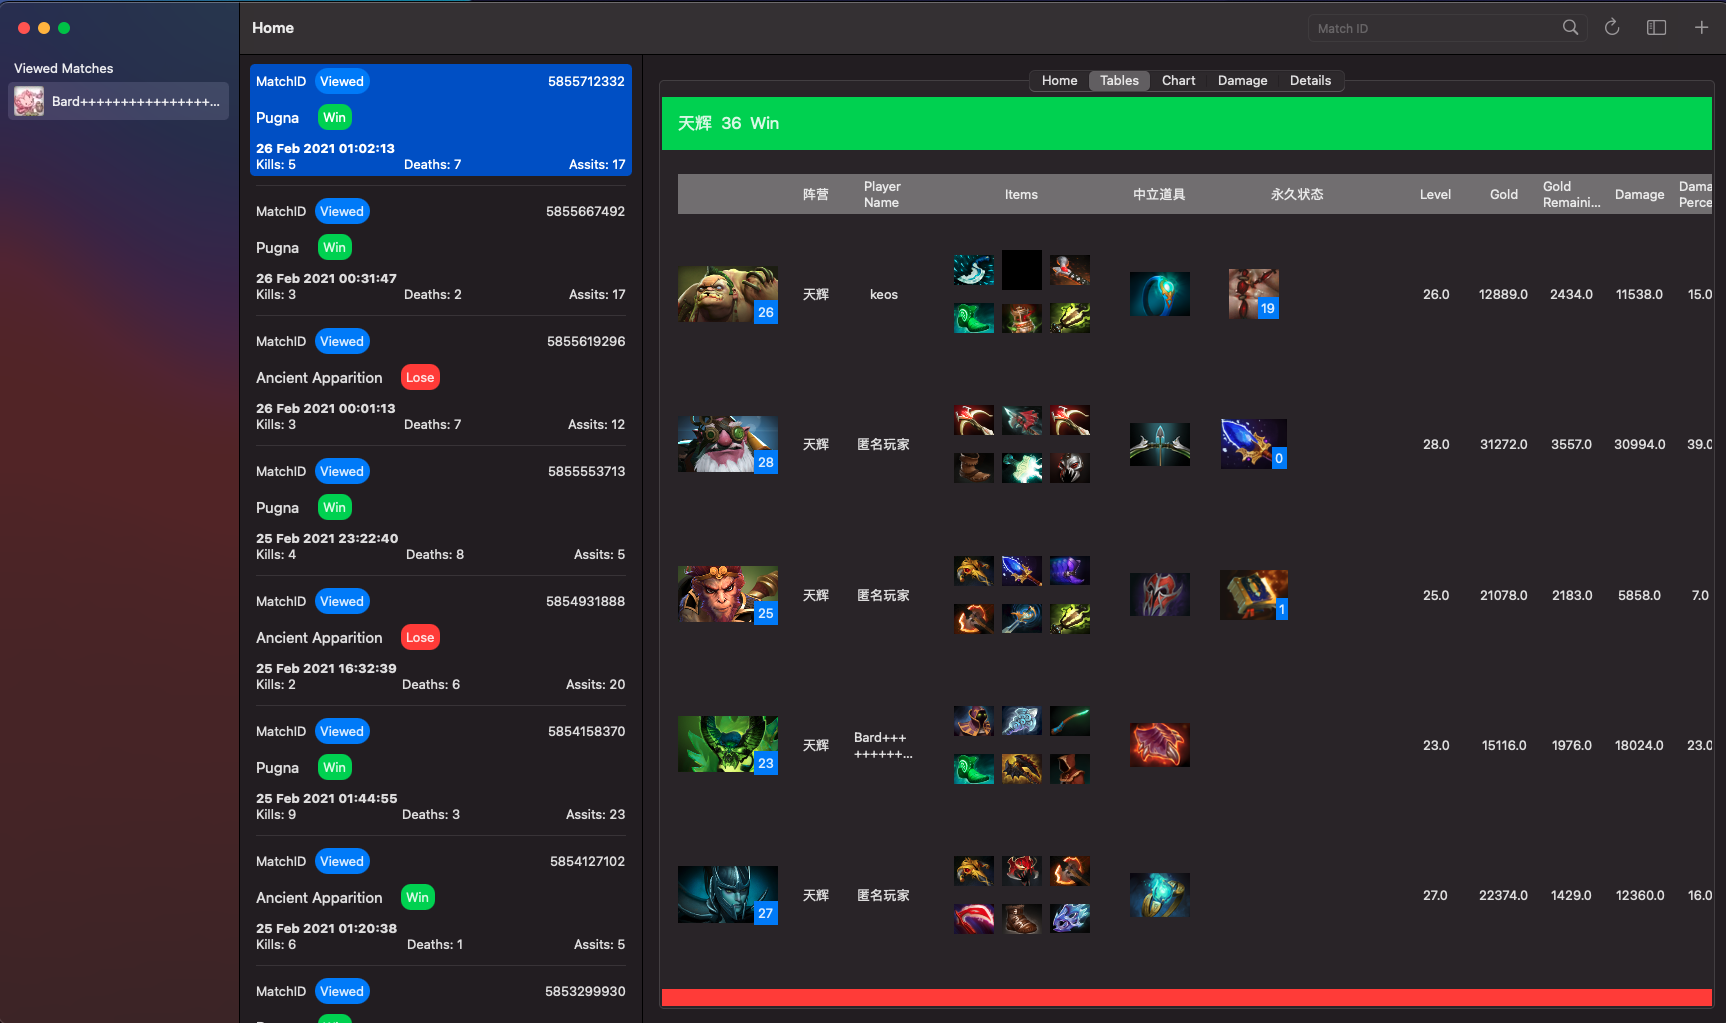 Home
Match ID
Viewed Matches
Bard++++++++++++++++...
MatchID Viewed 5855712332
Pugna Win
26 Feb 2021 01:02:13
Kills: 5 Deaths: 7 Assits: 17
MatchID Viewed 5855667492
Pugna Win
26 Feb 2021 00:31:47
Kills: 3 Deaths: 2 Assits: 17
MatchID Viewed 5855619296
Ancient Apparition Lose
26 Feb 2021 00:01:13
Kills: 3 Deaths: 7 Assits: 12
MatchID Viewed 5855553713
Pugna Win
25 Feb 2021 23:22:40
Kills: 4 Deaths: 8 Assits: 5
MatchID Viewed 5854931888
Ancient Apparition Lose
25 Feb 2021 16:32:39
Kills: 2 Deaths: 6 Assits: 20
MatchID Viewed 5854158370
Pugna Win
25 Feb 2021 01:44:55
Kills: 9 Deaths: 3 Assits: 23
MatchID Viewed 5854127102
Ancient Apparition Win
25 Feb 2021 01:20:38
Kills: 6 Deaths: 1 Assits: 5
MatchID Viewed 5853299930
Home Tables Chart Damage Details
天辉 36 Win
阵营 Player Name Items 中立道具 永久状态 Level Gold Gold Remaini... Damage Dama Perce
26 天辉 keos 19 26.0 12889.0 2434.0 11538.0 15.0
28 天辉 匿名玩家 0 28.0 31272.0 3557.0 30994.0 39.0
25 天辉 匿名玩家 1 25.0 21078.0 2183.0 5858.0 7.0
23 天辉 Bard+++ ++++++... 23.0 15116.0 1976.0 18024.0 23.0
27 天辉 匿名玩家 27.0 22374.0 1429.0 12360.0 16.0